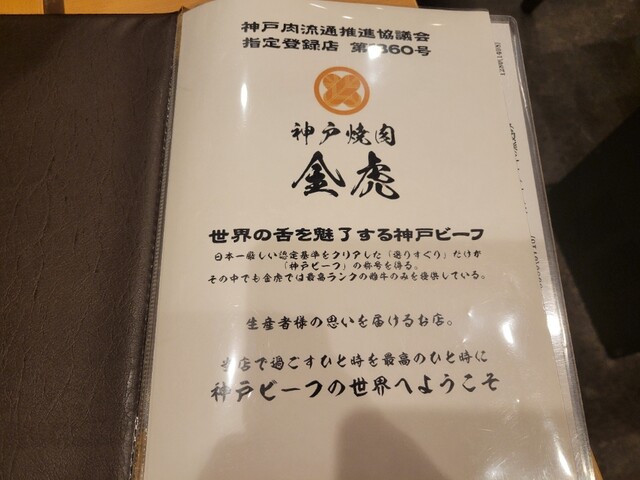 神戸肉流通推進協議会
指定登録店 第360号
神戸焼肉
金虎
世界の舌を魅了する神戸ビーフ
日本一厳しい認定基準をクリアした「選りすぐり」だけが
「神戸ビーフ」の称号を得る。
その中でも金虎では最高ランクの雌牛のみを提供している。
生産者様の思いを届けるお店。
当店で過ごすひと時を最高のひと時に
神戸ビーフの世界へようこそ